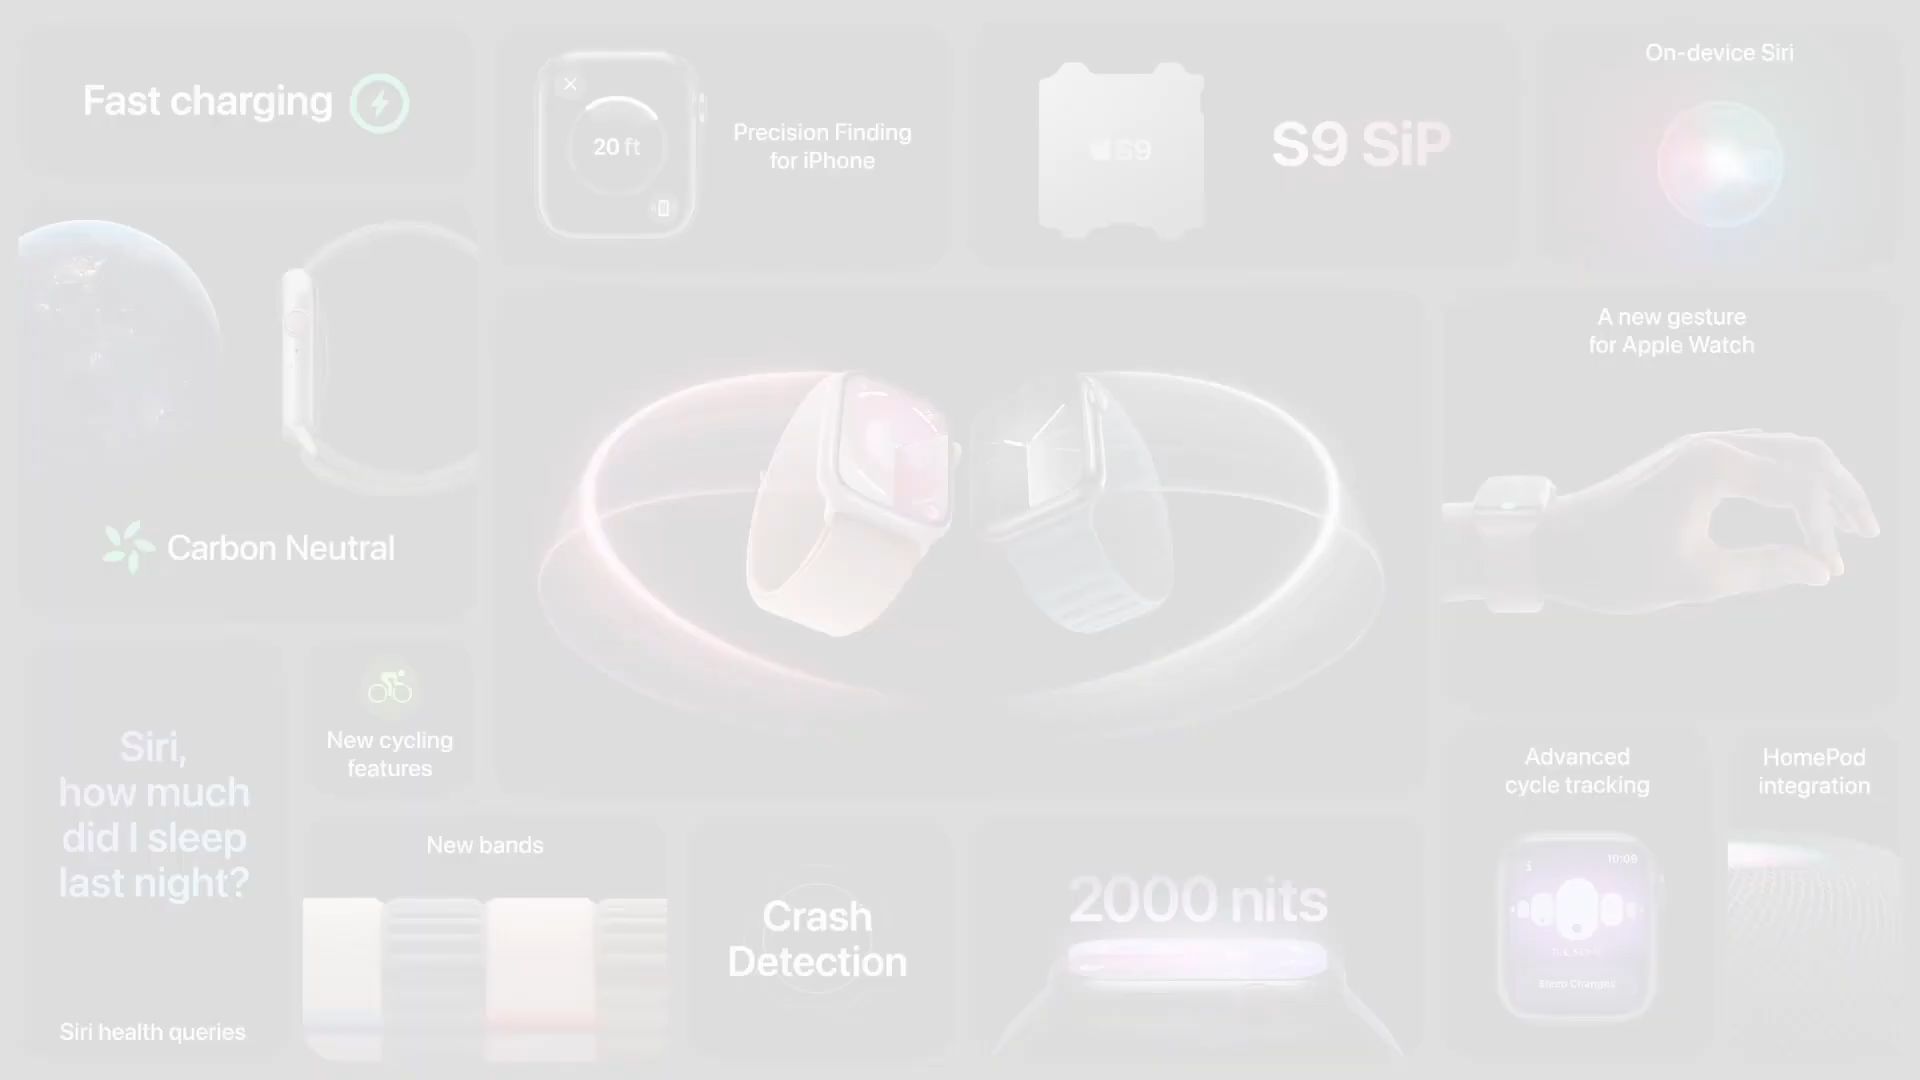 Fast charging
20 ft
Precision Finding
for iPhone
S9
S9 SiP
On-device Siri
Carbon Neutral
A new gesture
for Apple Watch
Siri,
how much
did I sleep
last night?
Siri health queries
New cycling
features
New bands
Crash
Detection
2000 nits
Advanced
cycle tracking
10:09
HomePod
integration